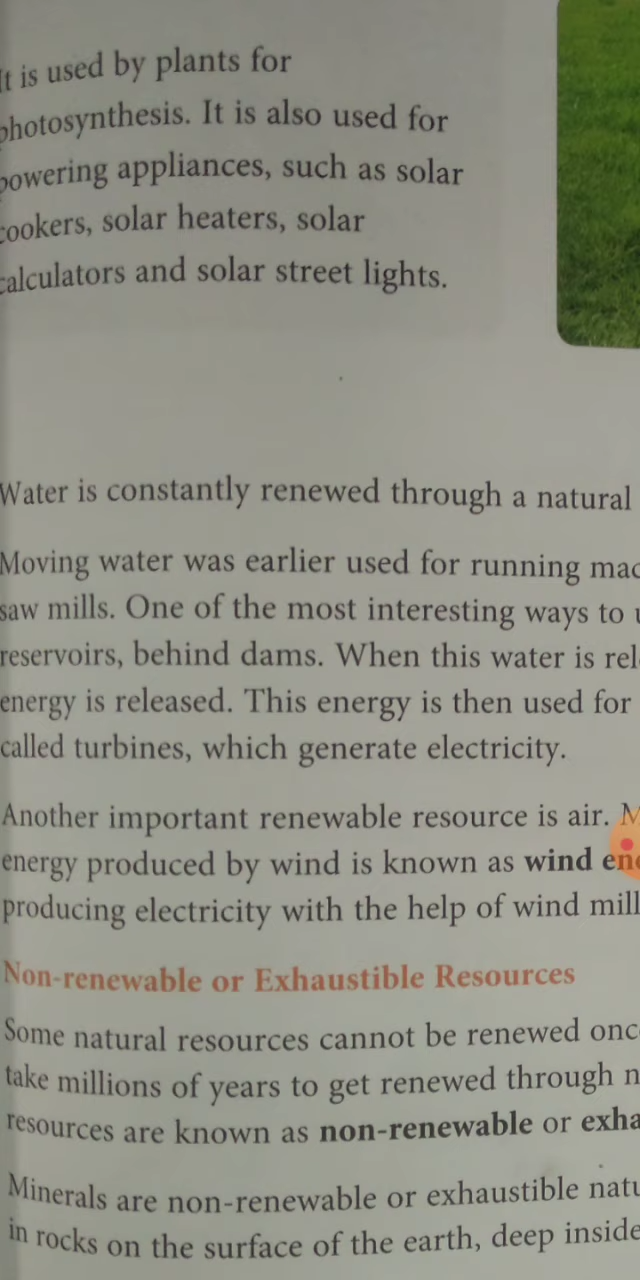 It is used by plants for
photosynthesis. It is also used for
powering appliances, such as solar
cookers, solar heaters, solar
calculators and solar street lights.
Water is constantly renewed through a natural
Moving water was earlier used for running
saw mills. One of the most interesting ways to
reservoirs, behind dams. When this water is
energy is released. This energy is then used for
called turbines, which generate electricity.
Another important renewable resource is air.
energy produced by wind is known as wind
producing electricity with the help of wind mill
Non-renewable or Exhaustible Resources
Some natural resources cannot be renewed
take millions of years to get renewed through
resources are known as non-renewable or
Minerals are non-renewable or exhaustible
in rocks on the surface of the earth, deep inside